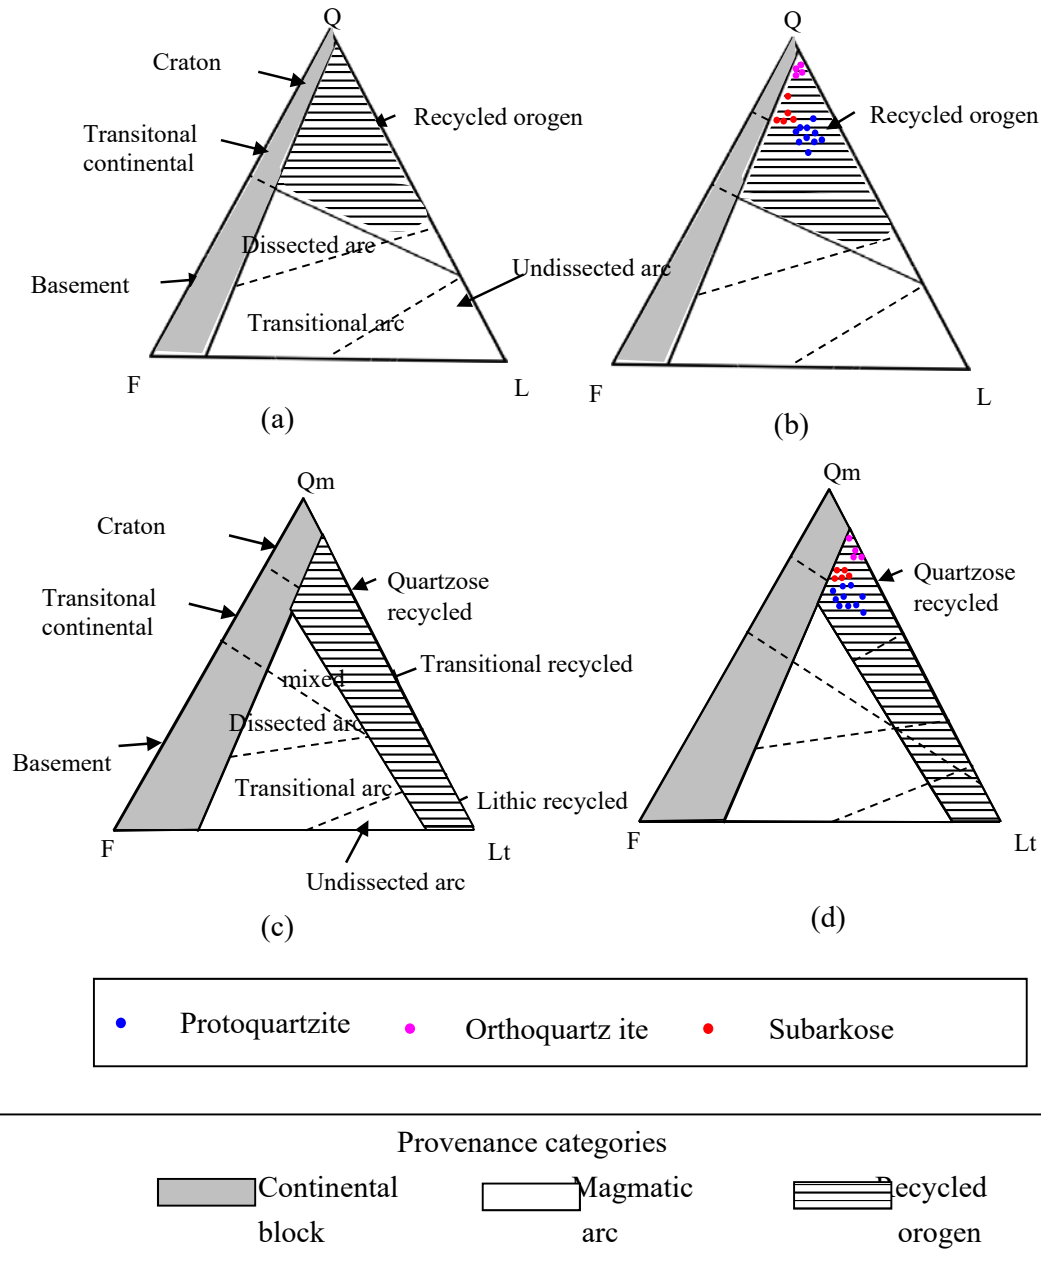 Q
Craton
Transitonal
continental
Recycled orogen
Dissected arc
Basement
Undissected arc
Transitional arc
F
L
(a)
Q
Recycled orogen
F
L
(b)
Qm
Craton
Transitonal
continental
Quartzose
recycled
Transitional recycled
mixed
Dissected arc
Basement
Transitional arc
Lithic recycled
F
Lt
Undissected arc
(c)
Qm
Quartzose
recycled
F
Lt
(d)
Protoquartzite
Orthoquartz ite
Subarkose
Provenance categories
Continental
block
Magmatic
arc
Recycled
orogen